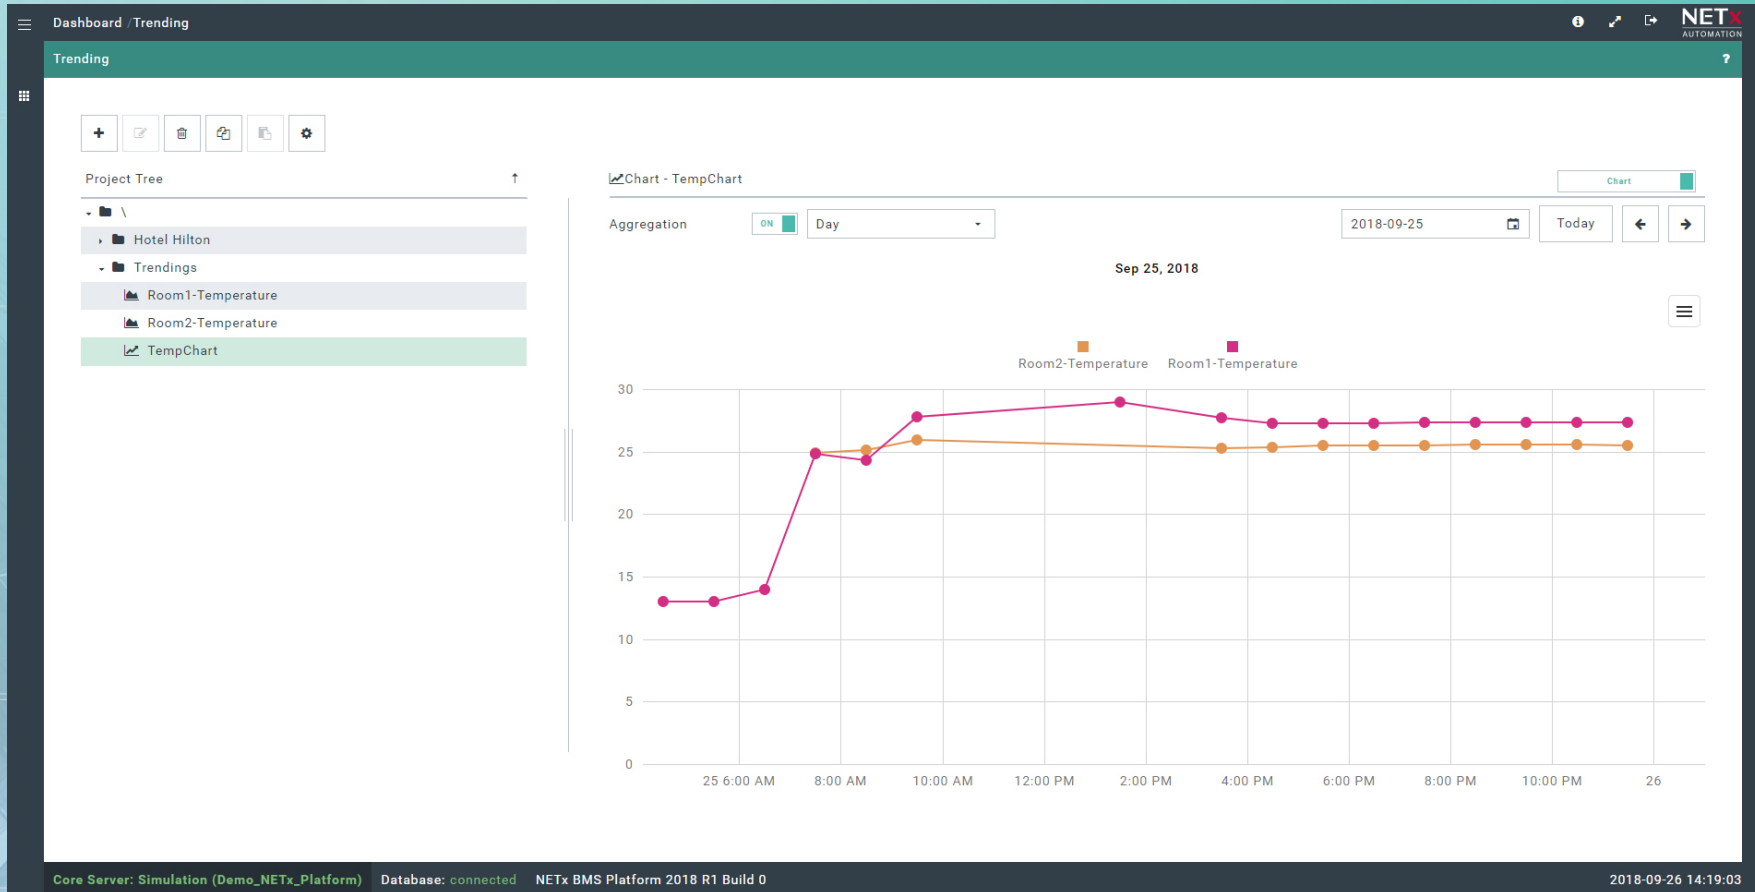 Dashboard /Trending
NETx
AUTOMATION
Trending
?
Project Tree
\
Hotel Hilton
Trendings
Room1-Temperature
Room2-Temperature
TempChart
Chart - TempChart
Chart
Aggregation
ON
Day
2018-09-25
Today
Sep 25, 2018
Room2-Temperature Room1-Temperature
30
25
20
15
10
5
0
25 6:00 AM 8:00 AM 10:00 AM 12:00 PM 2:00 PM 4:00 PM 6:00 PM 8:00 PM 10:00 PM 26
Core Server: Simulation (Demo_NETx_Platform) Database: connected NETx BMS Platform 2018 R1 Build 0 2018-09-26 14:19:03